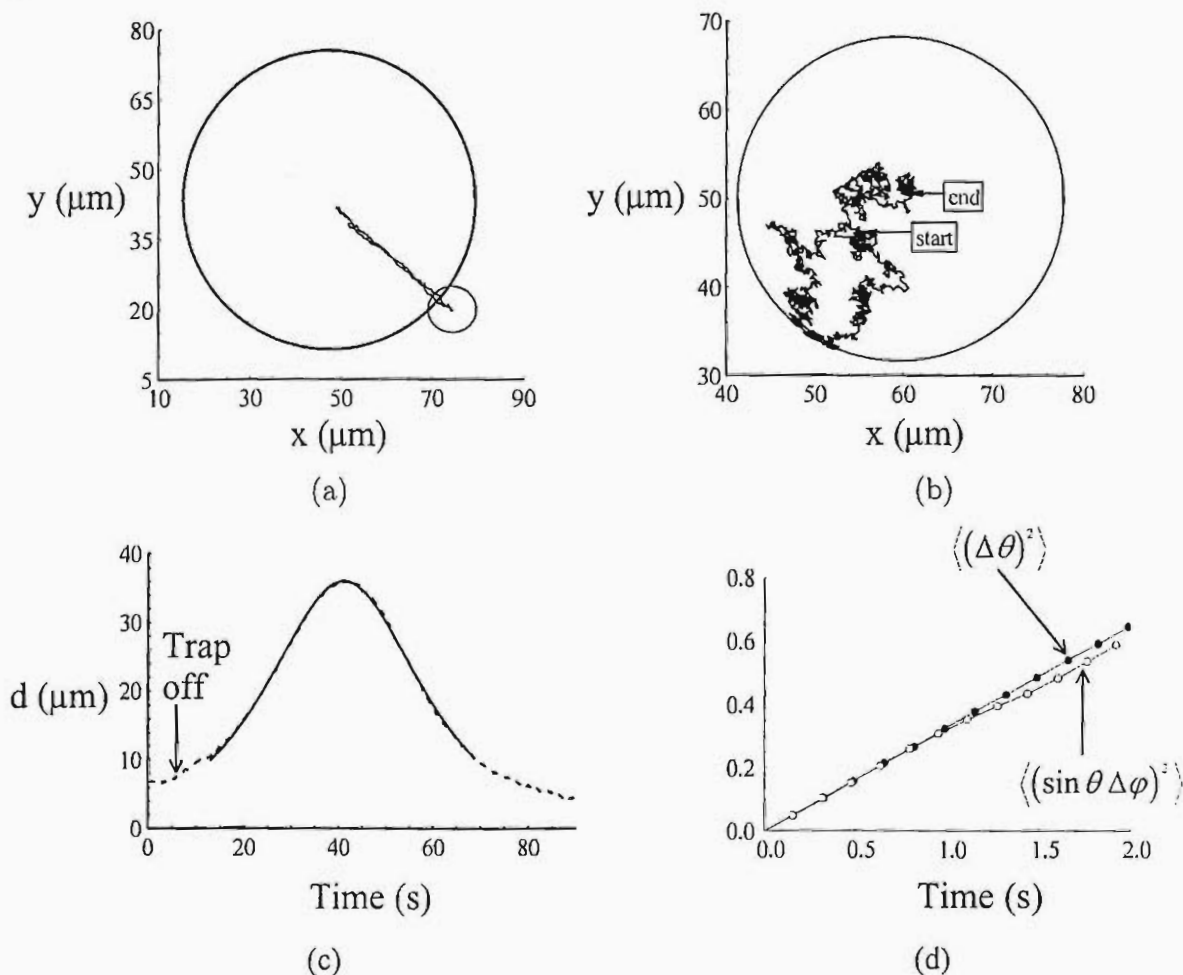 80
65
50
y (μm)
35
20
5
10 30 50 70 90
x (μm)
(a)
70
60
y (μm)
50
40
30
end
start
40 50 60 70 80
x (μm)
(b)
40
30
d (μm)
20
10
0
Trap
off
0 20 40 60 80
Time (s)
(c)
0.8
0.6
0.4
0.2
0.0
⟨(Δθ)²⟩
⟨(sin θ Δφ)²⟩
0.0 0.5 1.0 1.5 2.0
Time (s)
(d)